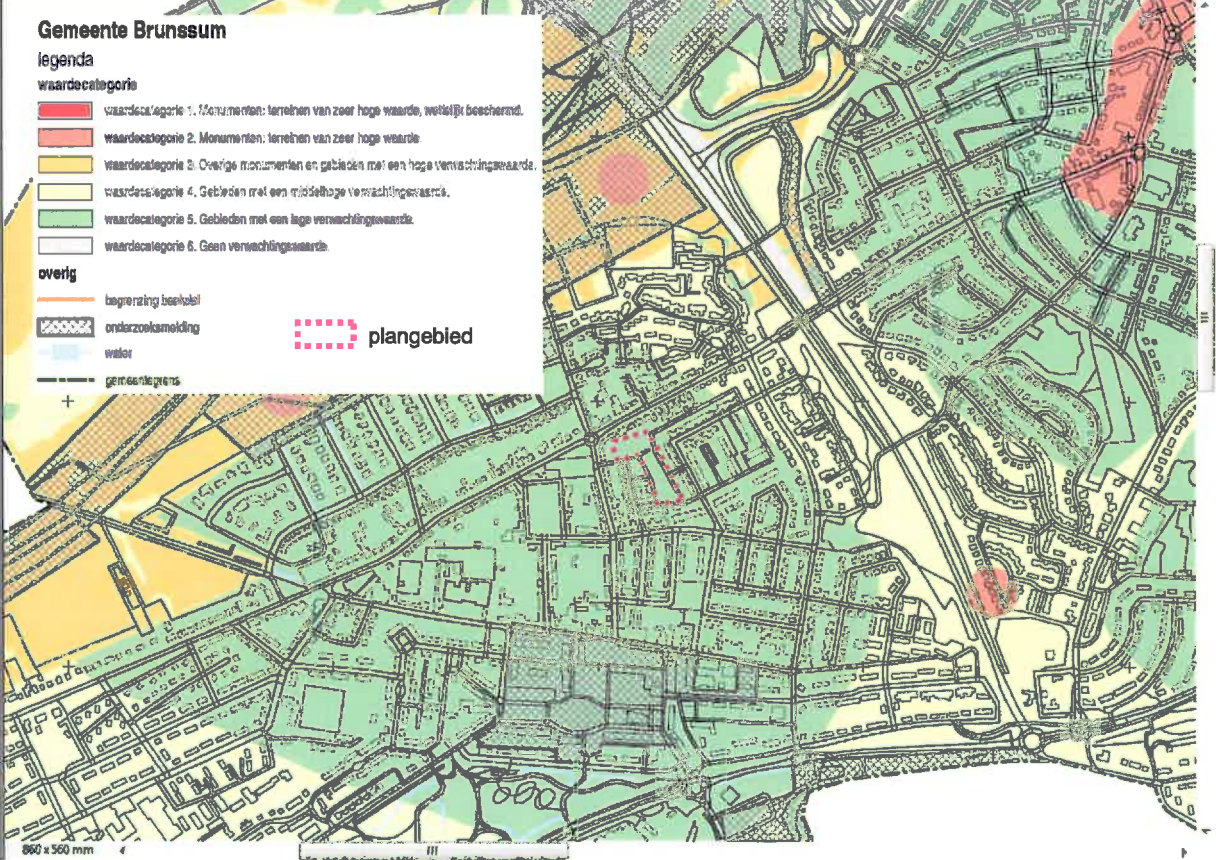 Gemeente Brunssum
legenda
waardecategorie
waardecategorie 1. Monumenten: terreinen van zeer hoge waarde, wettelijk beschermd.
waardecategorie 2. Monumenten: terreinen van zeer hoge waarde.
waardecategorie 3. Overige monumenten en gebieden met een hoge verwachtingswaarde.
waardecategorie 4. Gebieden met een middelhoge verwachtingswaarde.
waardecategorie 5. Gebieden met een lage verwachtingswaarde.
waardecategorie 6. Geen verwachtingswaarde.
overig
begrenzing beekdal
onderzoeksmelding
plangebied
water
gemeentegrens
860 x 560 mm